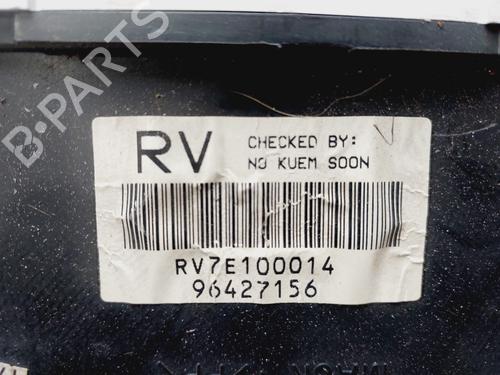 B-PARTS
RV
CHECKED BY:
NO KUEM SOON
RV7E100014
96427156